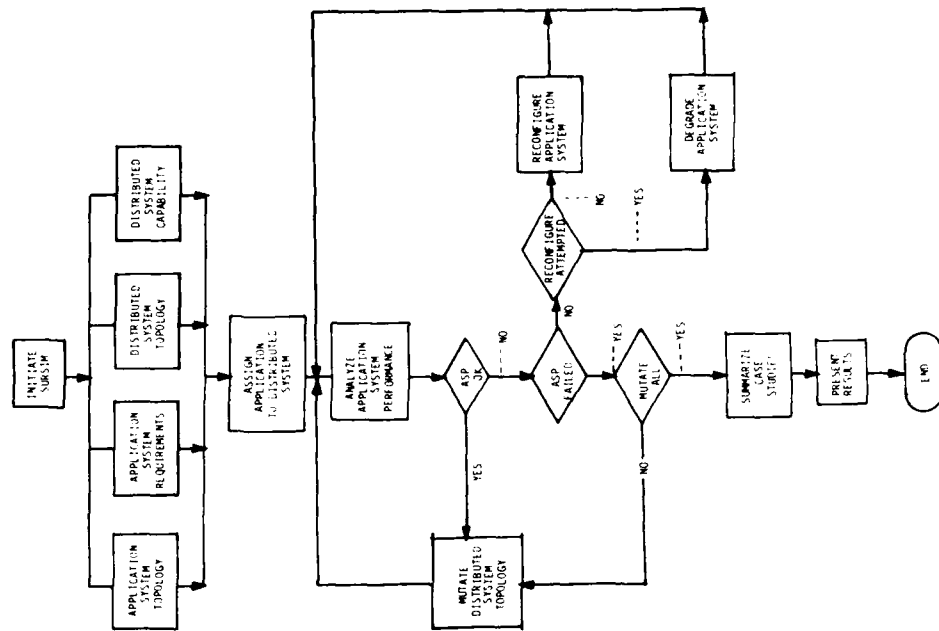 INITIATE
APPLICATION
SYSTEM
TOPOLOGY
APPLICATION
SYSTEM
REQUIREMENTS
DISTRIBUTED
SYSTEM
TOPOLOGY
DISTRIBUTED
SYSTEM
CAPABILITY
ASSIGN
APPLICATION
TO DISTRIBUTED
SYSTEM
ANALYZE
APPLICATION
SYSTEM
PERFORMANCE
ASP
OK
YES
NO
MUTATE
DISTRIBUTED
SYSTEM
TOPOLOGY
ASP
FAILED
NO
YES
RECONFIGURE
ATTEMPTED
NO
YES
RECONFIGURE
APPLICATION
SYSTEM
DEGRADE
APPLICATION
SYSTEM
MUTATE
ALL
NO
YES
SUMMARIZE
CASE
PRESENT
RESULTS
END